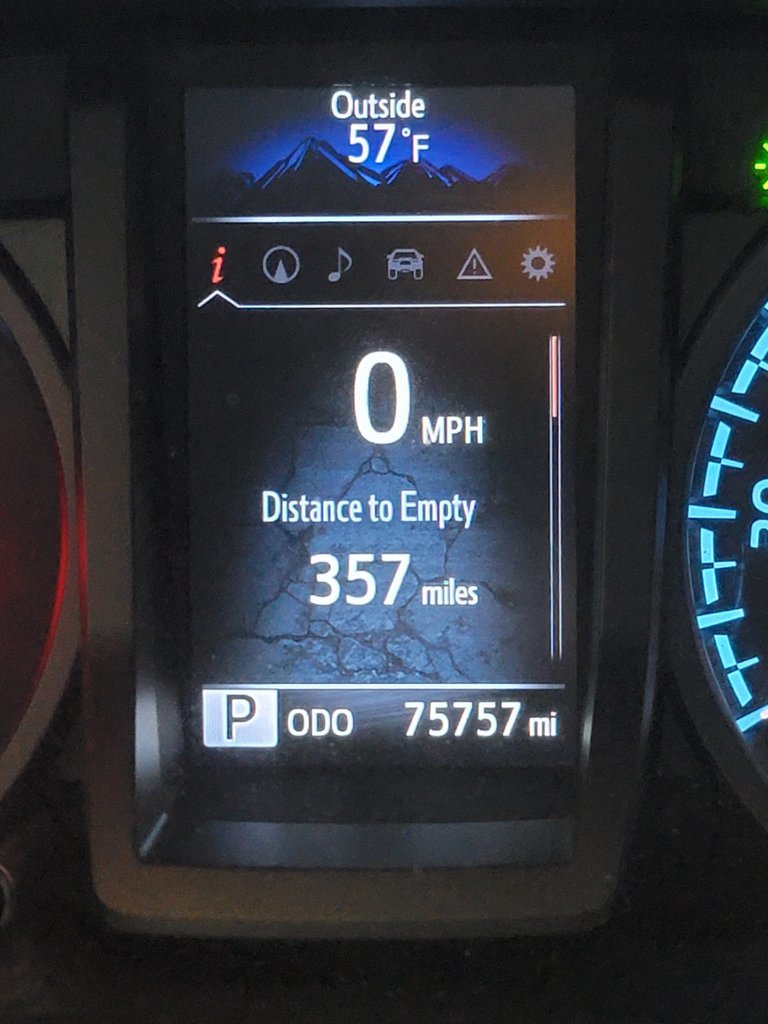 Outside
57°F
i
0 MPH
Distance to Empty
357 miles
P ODO 75757 mi